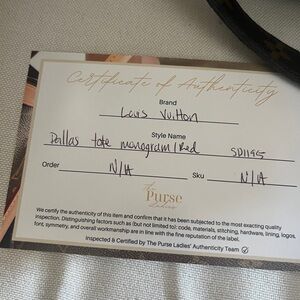 Certificate of Authenticity
Brand
Louis Vuitton
Style Name
Dallas tote monogram/Red SD1195
Order N/A Sku N/A
The
Purse
Ladies
We certify the authenticity of this item and confirm that it has been subjected to the most exacting quality
inspection. Distinguishing factors such as (but not limited to): code, materials, stitching, hardware, lining, logos,
font, symmetry, and overall workmanship are in line with the fine reputation of the label.
Inspected & Certified by The Purse Ladies' Authenticity Team